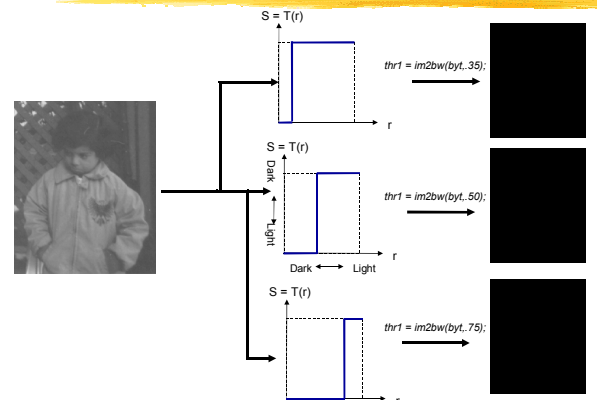 S = T(r)
thr1 = im2bw(byt,.35);
r
S = T(r)
Dark
Light
thr1 = im2bw(byt,.50);
r
Dark
Light
S = T(r)
thr1 = im2bw(byt,.75);
r